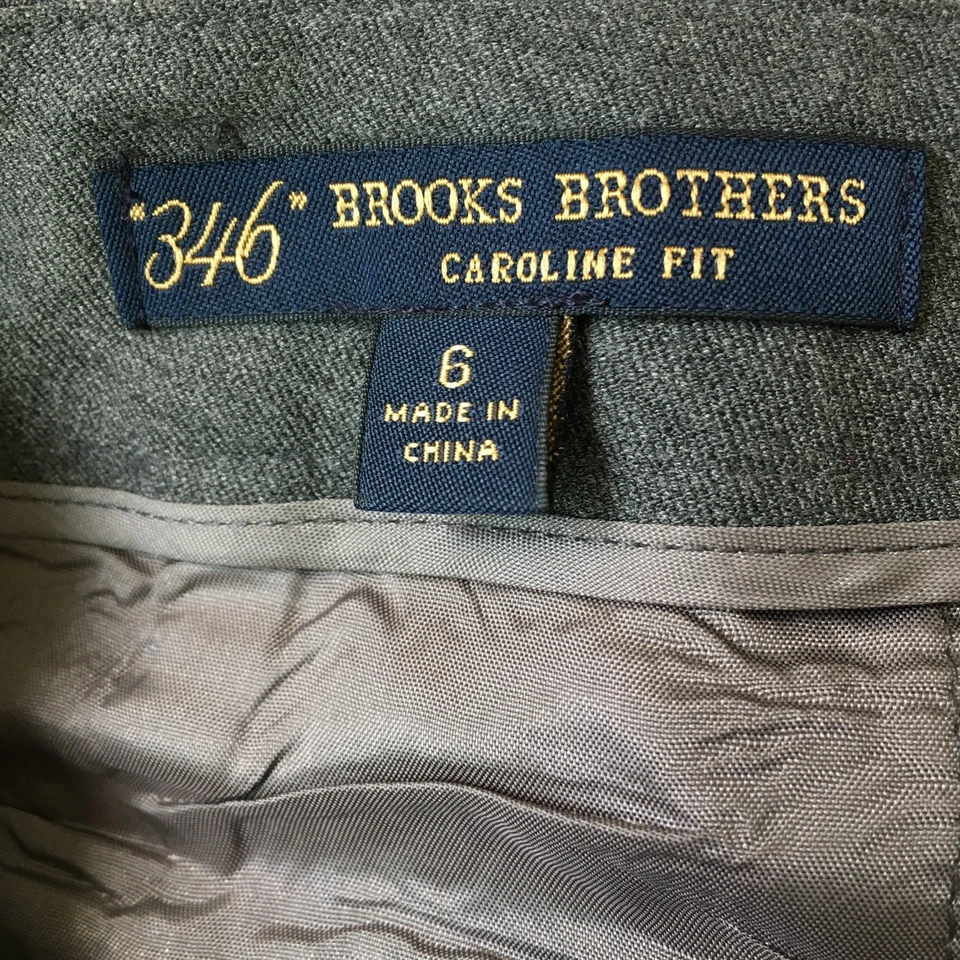 "346" BROOKS BROTHERS
CAROLINE FIT
6
MADE IN
CHINA